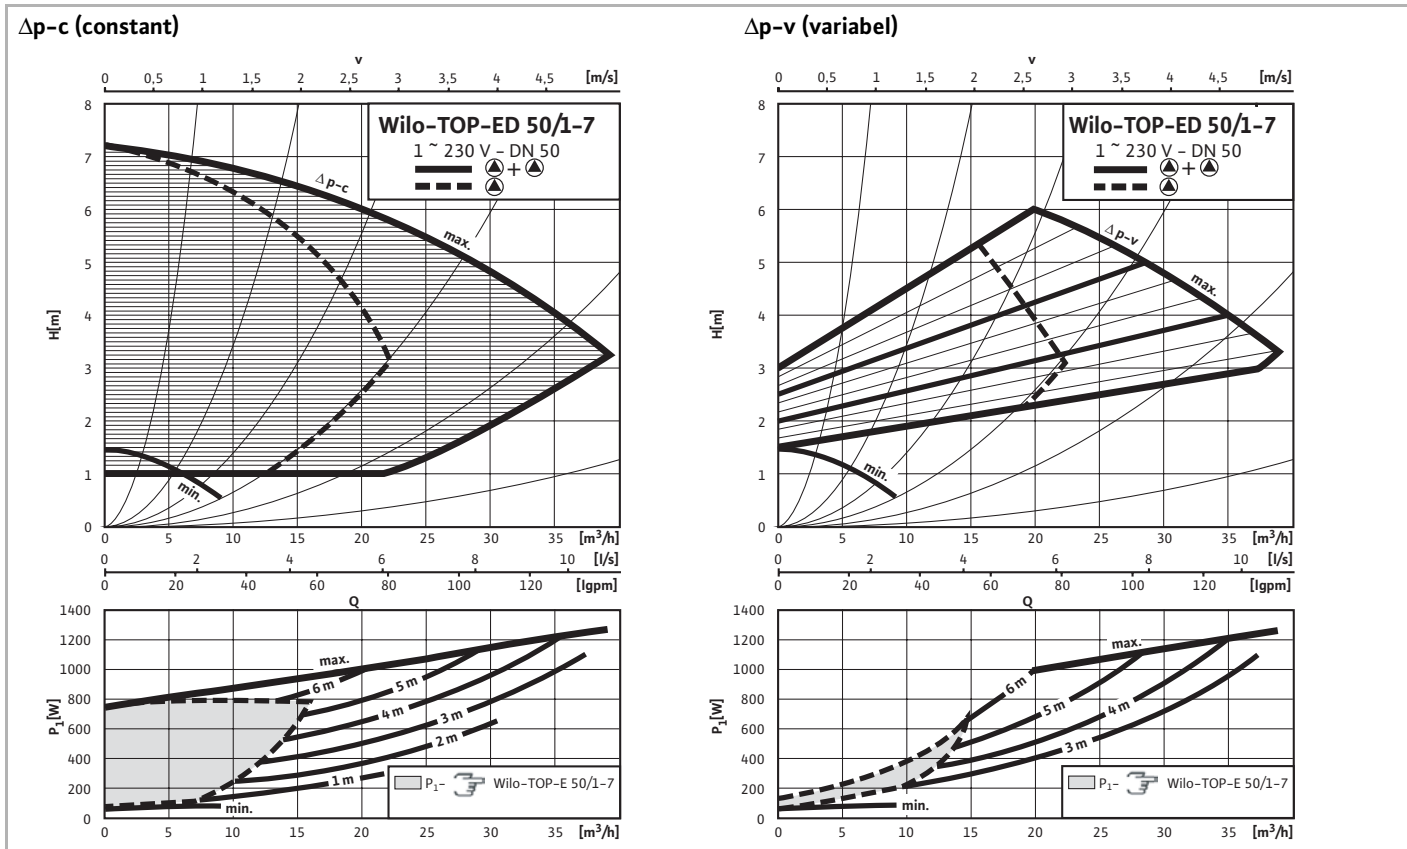 Δp-c (constant)
v
0 0,5 1 1,5 2 2,5 3 3,5 4 4,5 [m/s]
8
7
6
5
4
3
2
1
0
H[m]
Wilo-TOP-ED 50/1-7
1 ~ 230 V - DN 50
+
Δp-c
max.
min.
0 5 10 15 20 25 30 [m³/h]
0 2 4 6 8 10 [l/s]
0 20 40 60 80 100 120 [Igpm]
Q
1400
1200
1000
800
600
400
200
0
P₁[W]
max.
6 m
5 m
4 m
3 m
2 m
1 m
min.
P₁- Wilo-TOP-E 50/1-7
0 5 10 15 20 25 30 35 [m³/h]
Δp-v (variabel)
v
0 0,5 1 1,5 2 2,5 3 3,5 4 4,5 [m/s]
8
7
6
5
4
3
2
1
0
H[m]
Wilo-TOP-ED 50/1-7
1 ~ 230 V - DN 50
+
Δp-v
max.
min.
0 5 10 15 20 25 30 35 [m³/h]
0 2 4 6 8 10 [l/s]
0 20 40 60 80 100 120 [Igpm]
Q
1400
1200
1000
800
600
400
200
0
P₁[W]
max.
6 m
5 m
4 m
3 m
min.
P₁- Wilo-TOP-E 50/1-7
0 5 10 15 20 25 30 35 [m³/h]